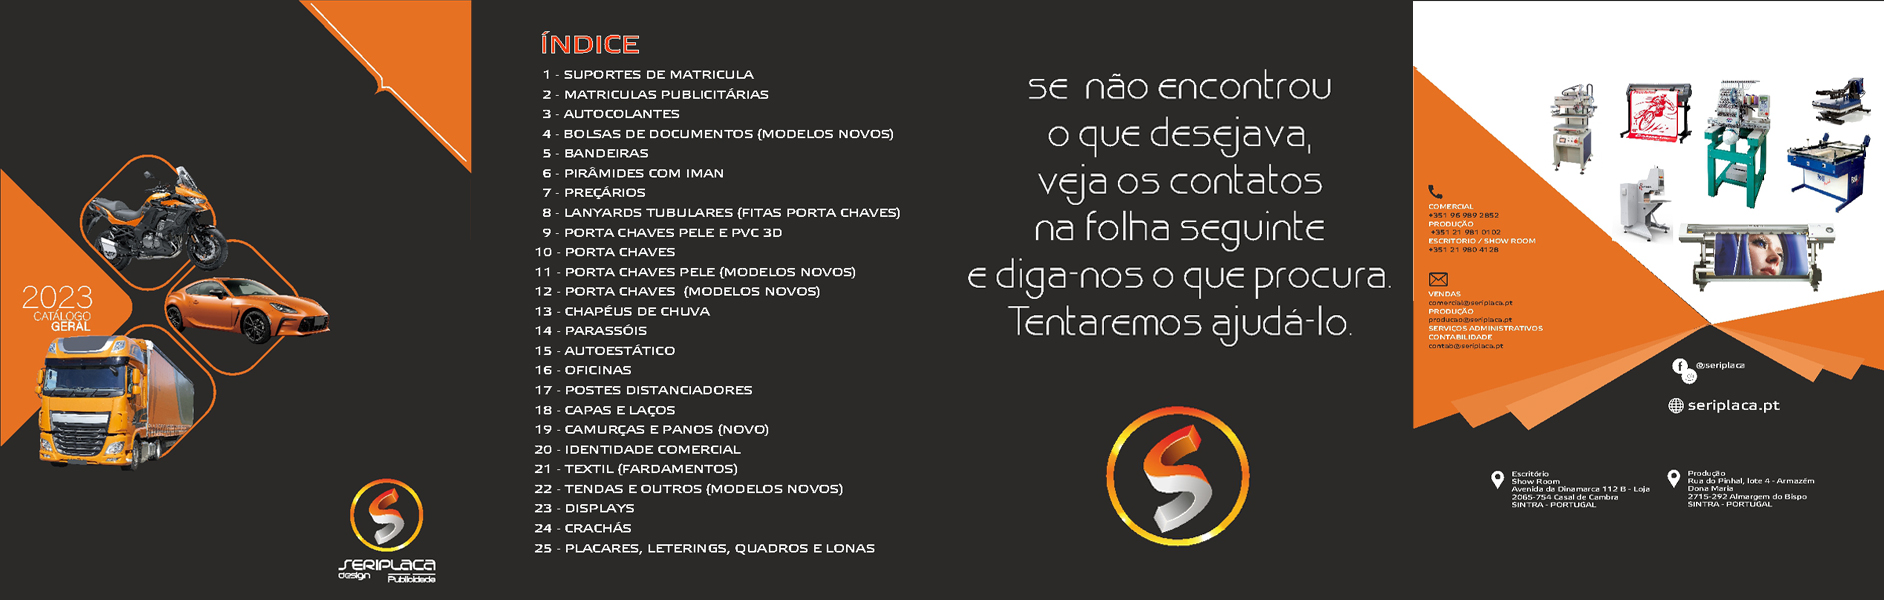 2023
CATÁLOGO
GERAL
SERIPLACA
design Publicidade
ÍNDICE
1 - SUPORTES DE MATRICULA
2 - MATRICULAS PUBLICITÁRIAS
3 - AUTOCOLANTES
4 - BOLSAS DE DOCUMENTOS (MODELOS NOVOS)
5 - BANDEIRAS
6 - PIRÂMIDES COM IMAN
7 - PREÇÁRIOS
8 - LANYARDS TUBULARES (FITAS PORTA CHAVES)
9 - PORTA CHAVES PELE E PVC 3D
10 - PORTA CHAVES
11 - PORTA CHAVES PELE (MODELOS NOVOS)
12 - PORTA CHAVES (MODELOS NOVOS)
13 - CHAPÉUS DE CHUVA
14 - PARASSÓIS
15 - AUTOESTÁTICO
16 - OFICINAS
17 - POSTES DISTANCIADORES
18 - CAPAS E LAÇOS
19 - CAMURÇAS E PANOS (NOVO)
20 - IDENTIDADE COMERCIAL
21 - TEXTIL (FARDAMENTOS)
22 - TENDAS E OUTROS (MODELOS NOVOS)
23 - DISPLAYS
24 - CRACHÁS
25 - PLACARES, LETERINGS, QUADROS E LONAS
se não encontrou
o que desejava,
veja os contatos
na folha seguinte
e diga-nos o que procura.
Tentaremos ajudá-lo.
COMERCIAL
+351 96 989 2852
PRODUÇÃO
+351 21 981 0102
ESCRITORIO / SHOW ROOM
+351 21 980 4128
VENDAS
comercial@seriplaca.pt
PRODUÇÃO
producao@seriplaca.pt
SERVIÇOS ADMINISTRATIVOS
CONTABILIDADE
contab@seriplaca.pt
@seriplaca
seriplaca.pt
Escritório
Show Room
Avenida da Dinamarca 112 B - Loja
2065-754 Casal de Cambra
SINTRA - PORTUGAL
Produção
Rua do Pinhal, lote 4 - Armazém
Dona Maria
2715-292 Almargem do Bispo
SINTRA - PORTUGAL